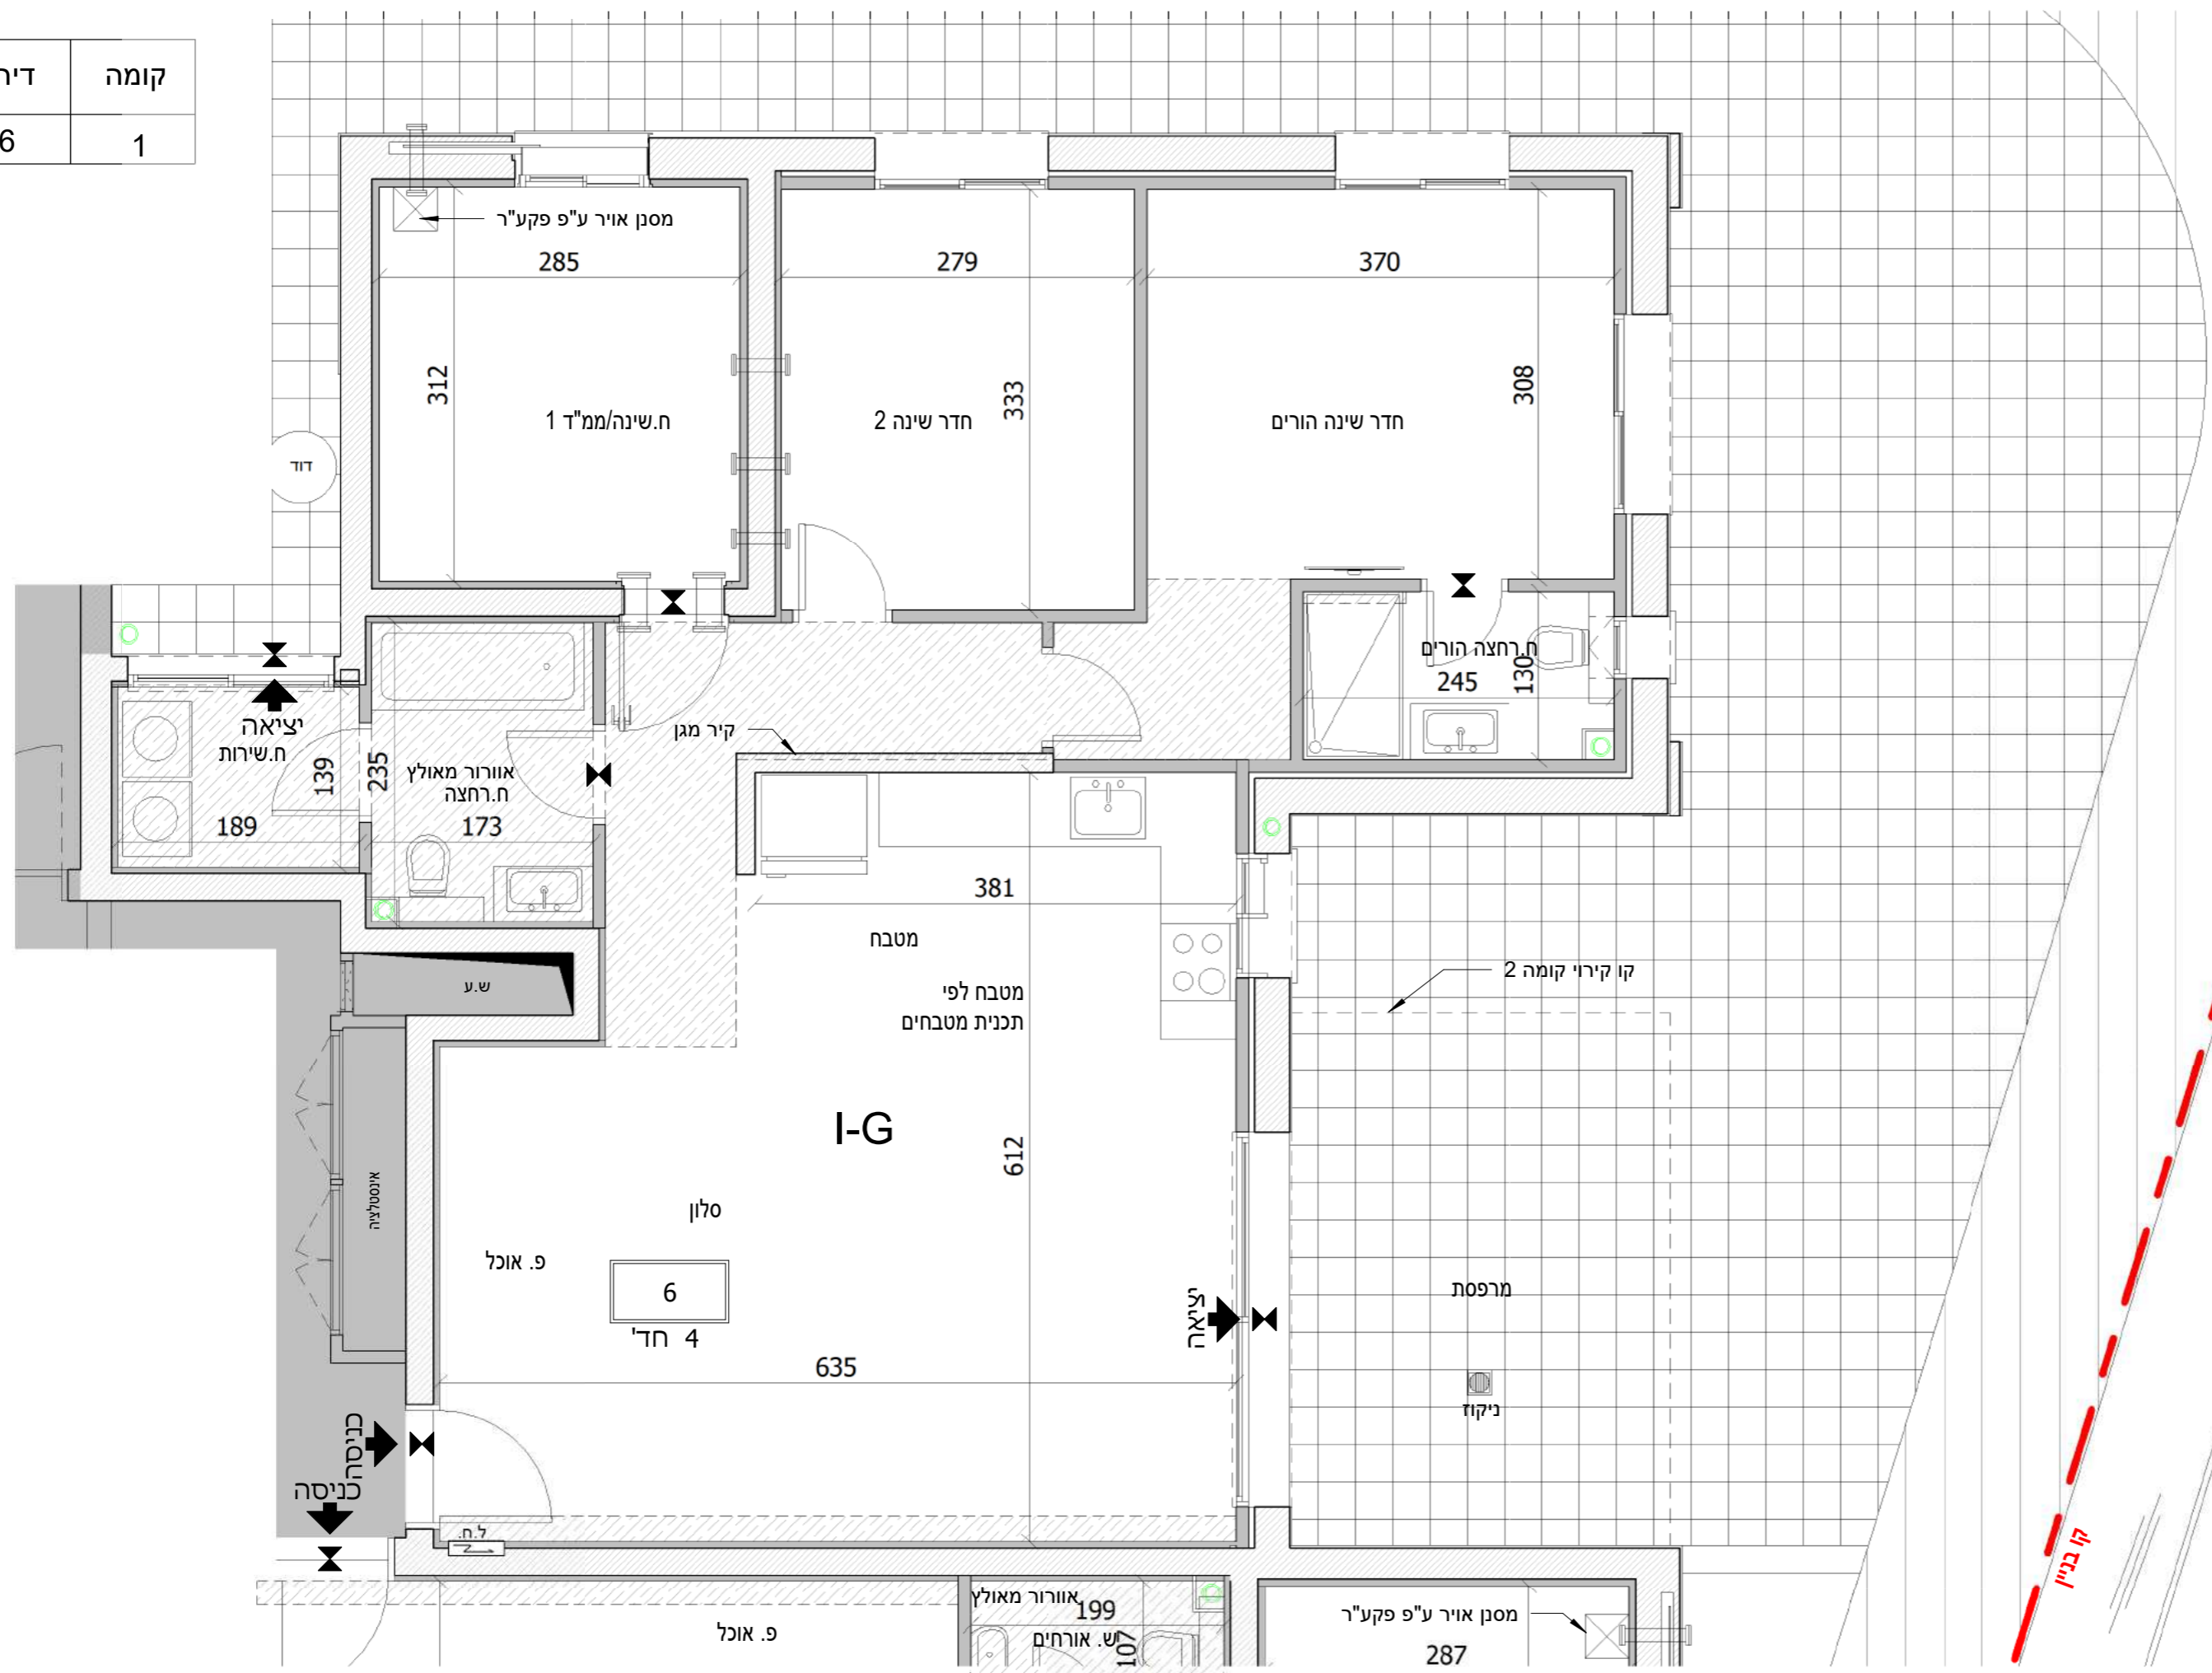 קומה
1
6
מסנן אויר ע"פ פקע"ר
285
279
370
312
333
308
ח.שינה/ממ"ד 1
חדר שינה 2
חדר שינה הורים
דוד
יציאה
ח.שירות
139
189
235
אוורור מאולץ
ח.רחצה
173
קיר מגן
ח.רחצה הורים
245
130
381
מטבח
מטבח לפי
תכנית מטבחים
קו קירוי קומה 2
ש.ע
אינסטלציה
I-G
612
סלון
פ. אוכל
6
4 חד'
635
יציאה
מרפסת
ניקוז
כניסה
כניסה
ל.ח.
קו בניין
פ. אוכל
אוורור מאולץ
199
ש. אורחים
107
מסנן אויר ע"פ פקע"ר
287